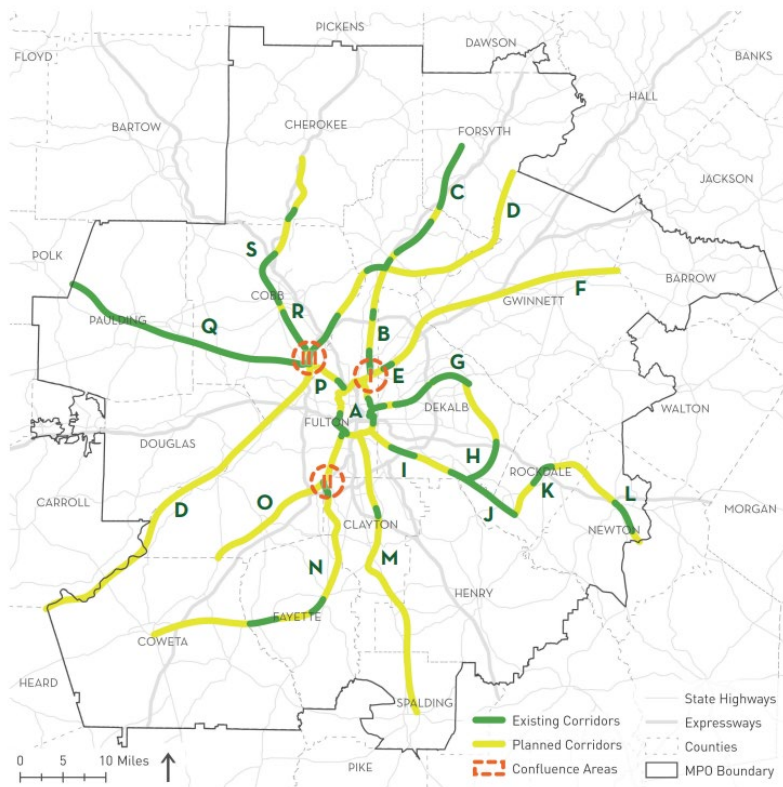 PICKENS
DAWSON
FLOYD
BANKS
HALL
BARTOW
CHEROKEE
FORSYTH
JACKSON
C
D
S
POLK
COBB
BARROW
F
GWINNETT
R
PAULDING
Q
B
III
I
E
P
G
A
DEKALB
WALTON
FULTON
DOUGLAS
H
I
ROCKDALE
K
II
L
CARROLL
O
J
MORGAN
D
CLAYTON
NEWTON
N
M
HENRY
FAYETTE
COWETA
HEARD
SPALDING
PIKE
Existing Corridors
Planned Corridors
Confluence Areas
State Highways
Expressways
Counties
MPO Boundary
0 5 10 Miles